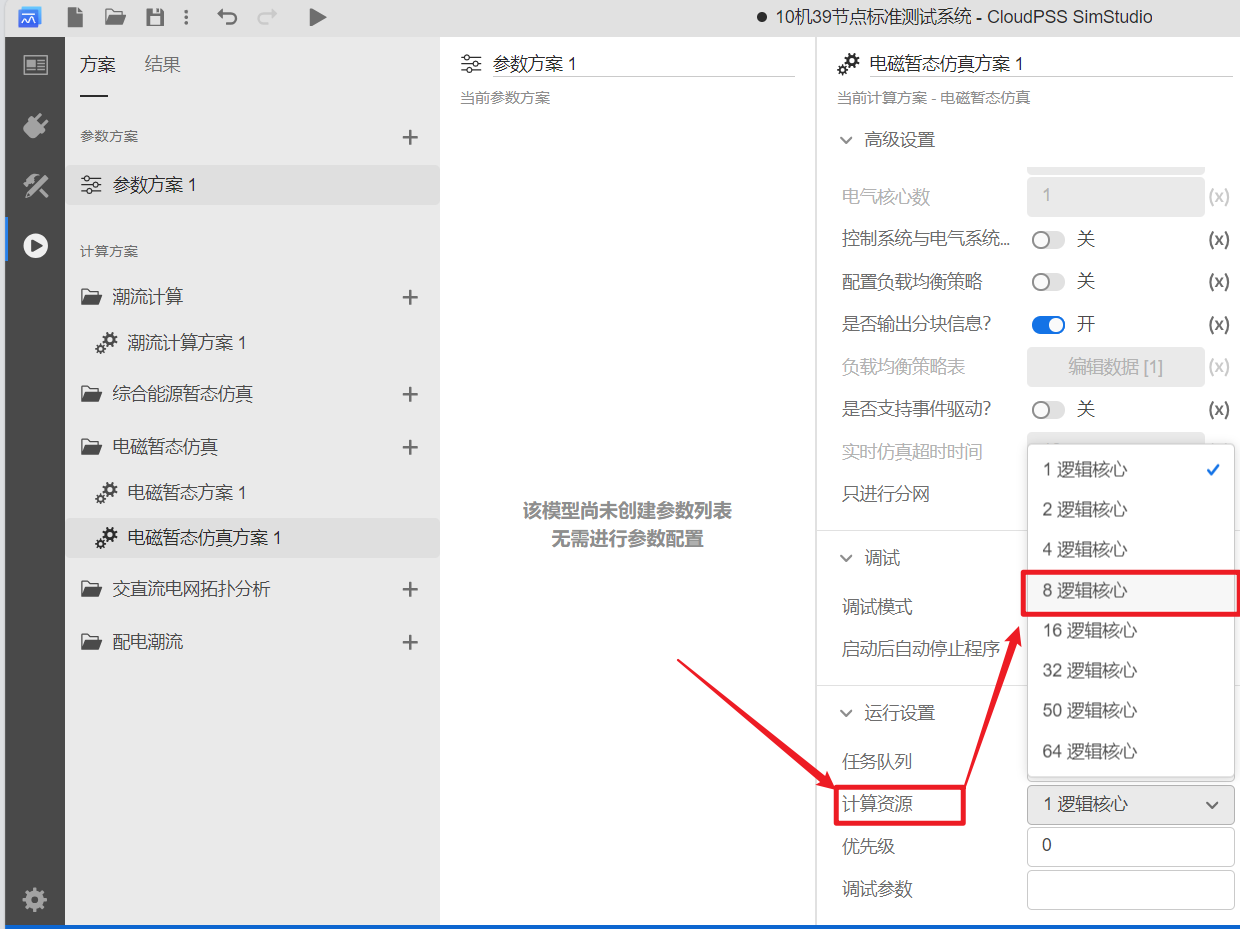 ● 10机39节点标准测试系统 - CloudPSS SimStudio
方案
结果
参数方案
参数方案 1
计算方案
潮流计算
潮流计算方案 1
综合能源暂态仿真
电磁暂态仿真
电磁暂态方案 1
电磁暂态仿真方案 1
交直流电网拓扑分析
配电潮流
参数方案 1
当前参数方案
该模型尚未创建参数列表
无需进行参数配置
电磁暂态仿真方案 1
当前计算方案 - 电磁暂态仿真
高级设置
电气核心数 1 (x)
控制系统与电气系统... 关 (x)
配置负载均衡策略 关 (x)
是否输出分块信息? 开 (x)
负载均衡策略表 编辑数据 [1] (x)
是否支持事件驱动? 关 (x)
实时仿真超时时间
只进行分网
调试
调试模式
启动后自动停止程序
运行设置
任务队列
1 逻辑核心
2 逻辑核心
4 逻辑核心
8 逻辑核心
16 逻辑核心
32 逻辑核心
50 逻辑核心
64 逻辑核心
计算资源 1 逻辑核心
优先级 0
调试参数